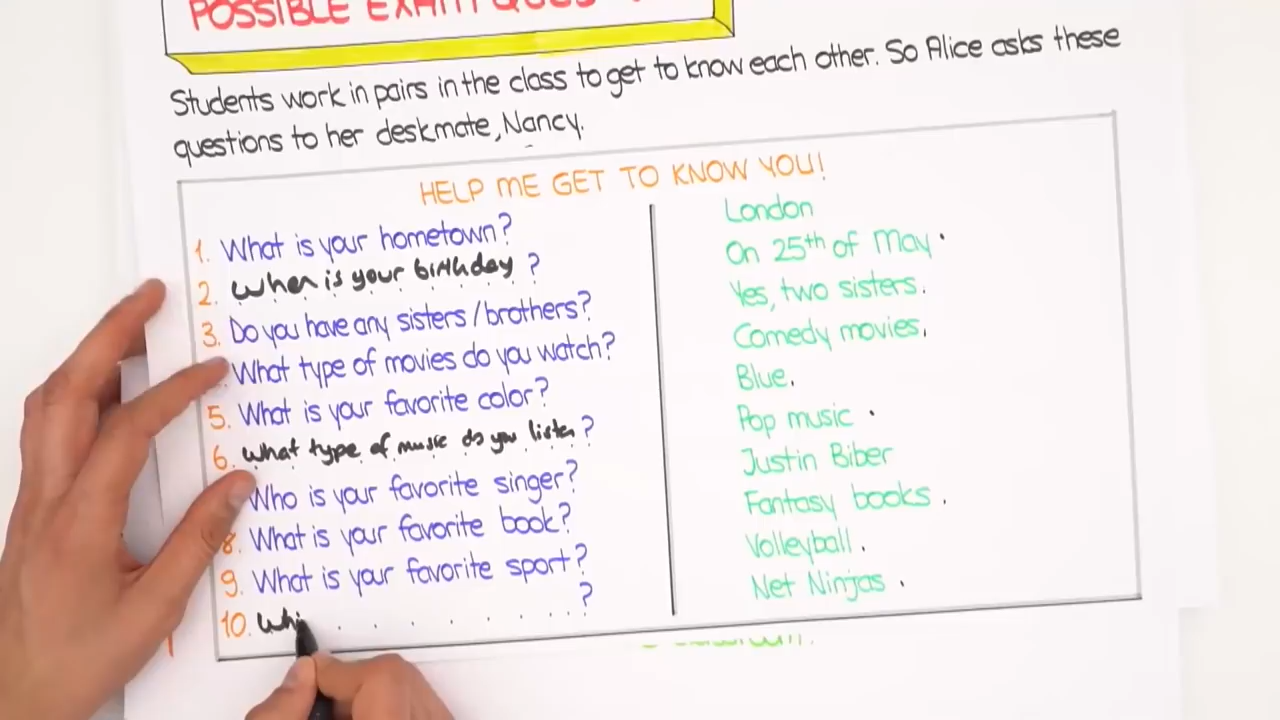 POSSIBLE EXAM QUES
Students work in pairs in the class to get to know each other. So Alice asks these
questions to her deskmate, Nancy.
HELP ME GET TO KNOW YOU!
1. What is your hometown?
2. When is your birthday ?
3. Do you have any sisters / brothers?
What type of movies do you watch?
5. What is your favorite color?
6. What type of music do you listen ?
Who is your favorite singer?
8. What is your favorite book?
9. What is your favorite sport?
10. Whi . . . . . . . . ?
London
On 25th of May.
Yes, two sisters.
Comedy movies.
Blue.
Pop music.
Justin Biber
Fantasy books.
Volleyball.
Net Ninjas.